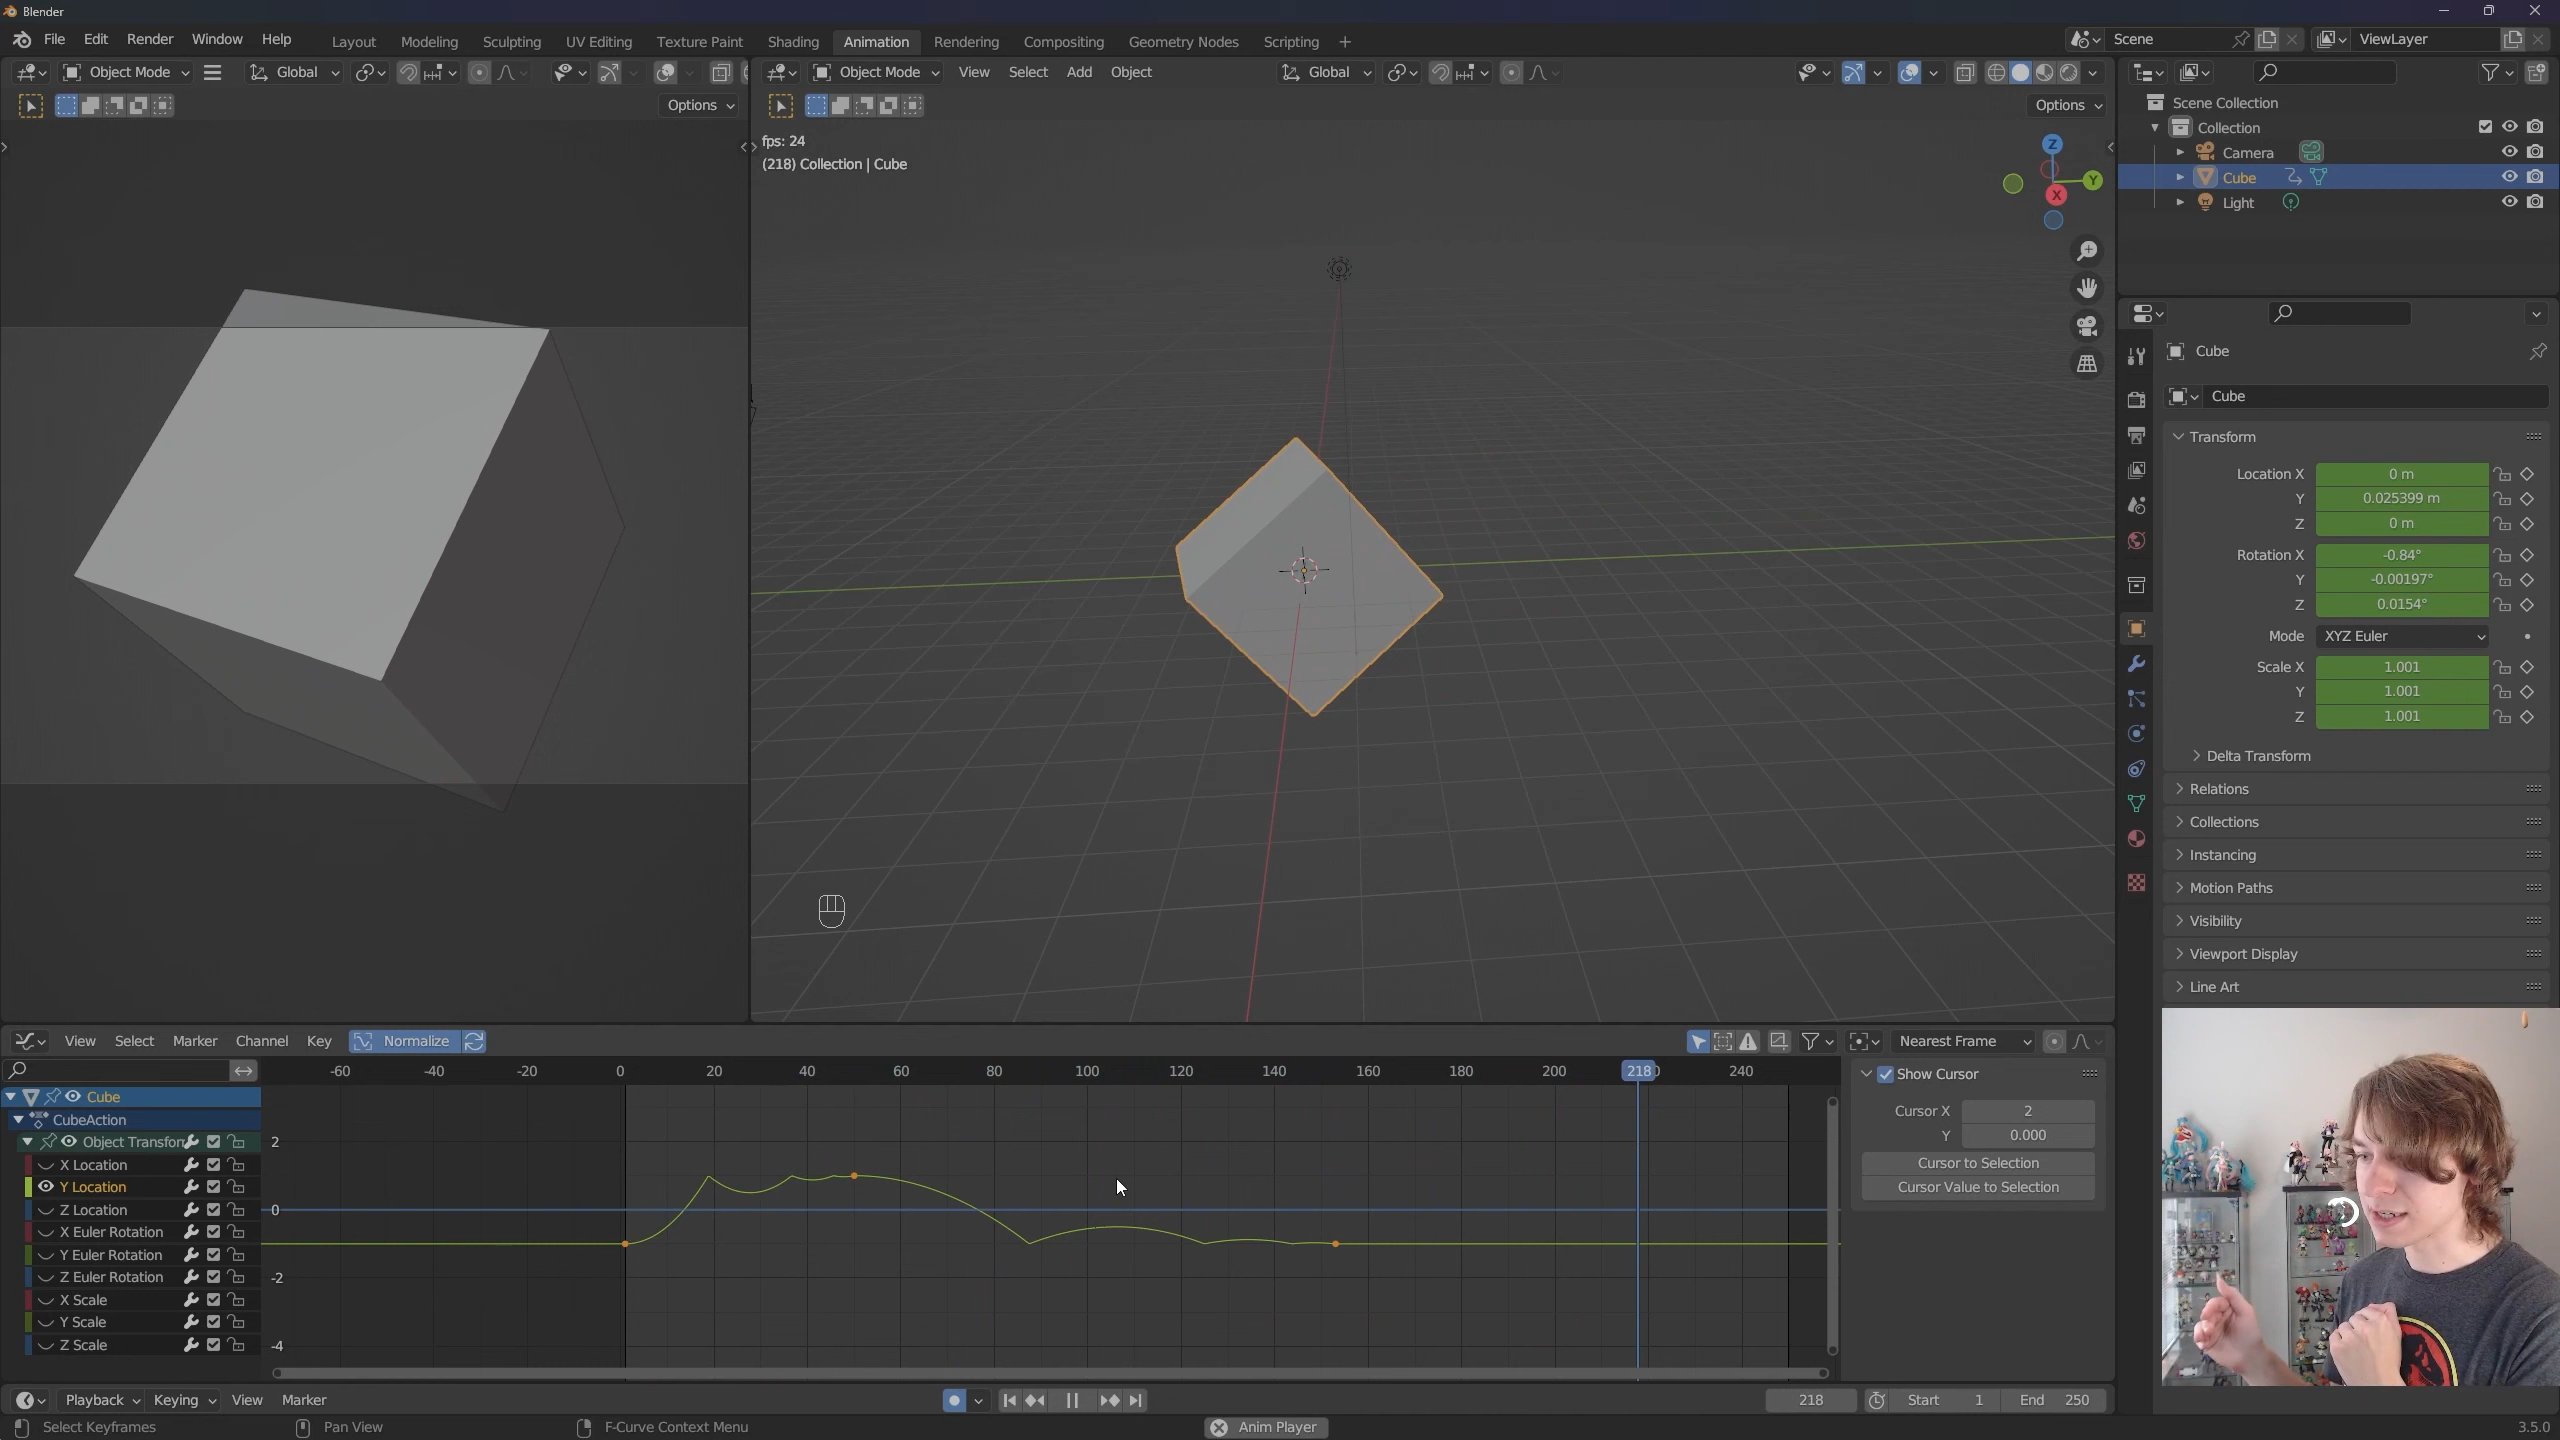 Blender
File Edit Render Window Help Layout Modeling Sculpting UV Editing Texture Paint Shading Animation Rendering Compositing Geometry Nodes Scripting + Scene ViewLayer
Object Mode Global Object Mode View Select Add Object Global
Options Options
fps: 24
(218) Collection | Cube
Z
Y
X
Scene Collection
Collection
Camera
Cube
Light
Cube
Cube
Transform
Location X 0 m
Y 0.025399 m
Z 0 m
Rotation X -0.84°
Y -0.00197°
Z 0.0154°
Mode XYZ Euler
Scale X 1.001
Y 1.001
Z 1.001
Delta Transform
Relations
Collections
Instancing
Motion Paths
Visibility
Viewport Display
Line Art
View Select Marker Channel Key Normalize Nearest Frame
-60 -40 -20 0 20 40 60 80 100 120 140 160 180 200 218 240
Cube
CubeAction
Object Transfor
X Location
Y Location
Z Location
X Euler Rotation
Y Euler Rotation
Z Euler Rotation
X Scale
Y Scale
Z Scale
2
0
-2
-4
Show Cursor
Cursor X 2
Y 0.000
Cursor to Selection
Cursor Value to Selection
Playback Keying View Marker 218 Start 1 End 250
Select Keyframes Pan View F-Curve Context Menu Anim Player 3.5.0